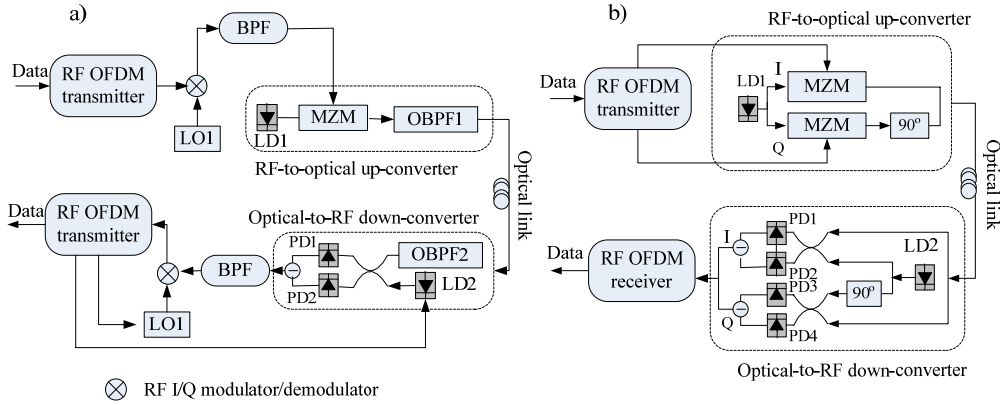 a)
Data
RF OFDM
transmitter
BPF
LO1
LD1
MZM
OBPF1
RF-to-optical up-converter
Optical link
Optical-to-RF down-converter
Data
RF OFDM
transmitter
LO1
BPF
PD1
PD2
OBPF2
LD2
RF I/Q modulator/demodulator
b)
RF-to-optical up-converter
Data
RF OFDM
transmitter
I
LD1
MZM
MZM
90°
Q
Optical link
Data
RF OFDM
receiver
I
PD1
PD2
PD3
PD4
Q
90°
LD2
Optical-to-RF down-converter